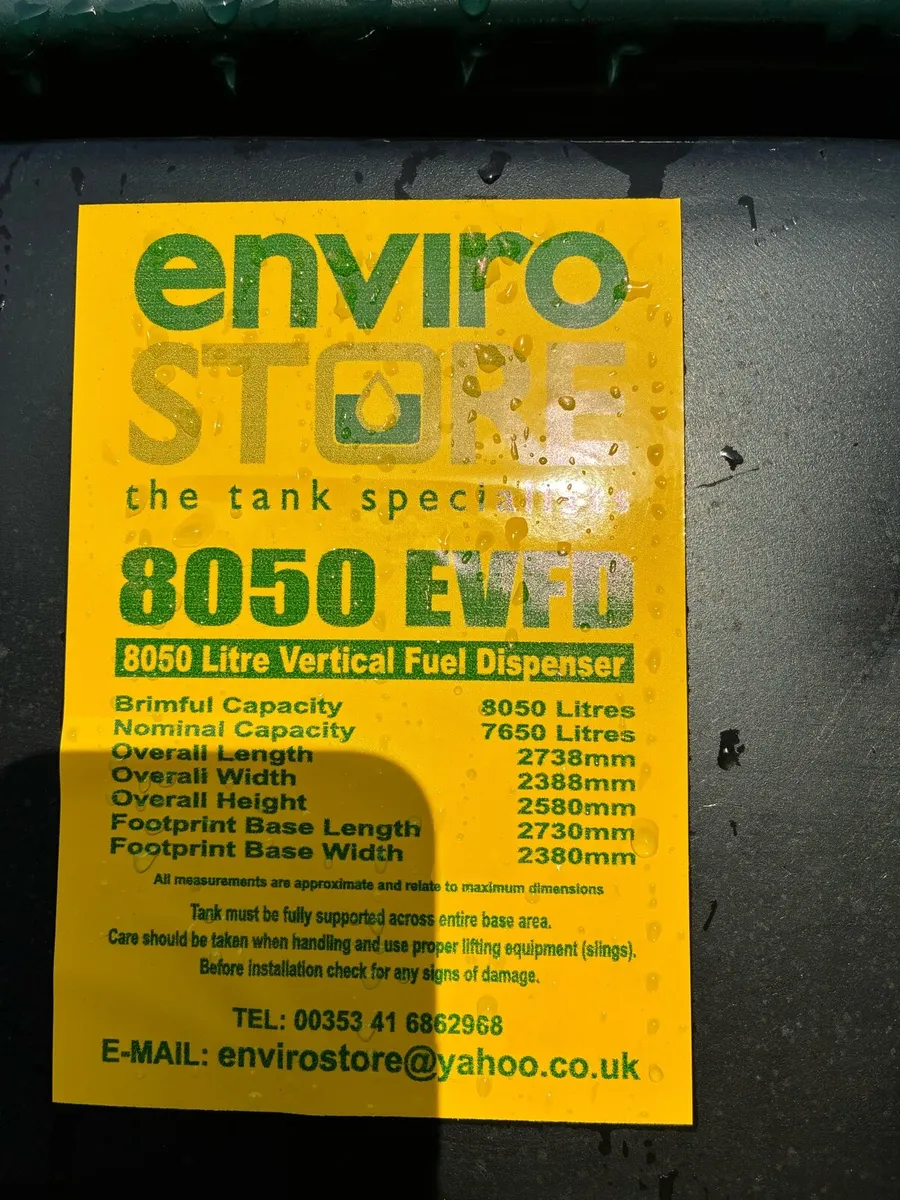 enviro
STORE
the tank specialists
8050 EVFD
8050 Litre Vertical Fuel Dispenser
Brimful Capacity 8050 Litres
Nominal Capacity 7650 Litres
Overall Length 2738mm
Overall Width 2388mm
Overall Height 2580mm
Footprint Base Length 2730mm
Footprint Base Width 2380mm
All measurements are approximate and relate to maximum dimensions
Tank must be fully supported across entire base area.
Care should be taken when handling and use proper lifting equipment (slings).
Before installation check for any signs of damage.
TEL: 00353 41 6862968
E-MAIL: envirostore@yahoo.co.uk